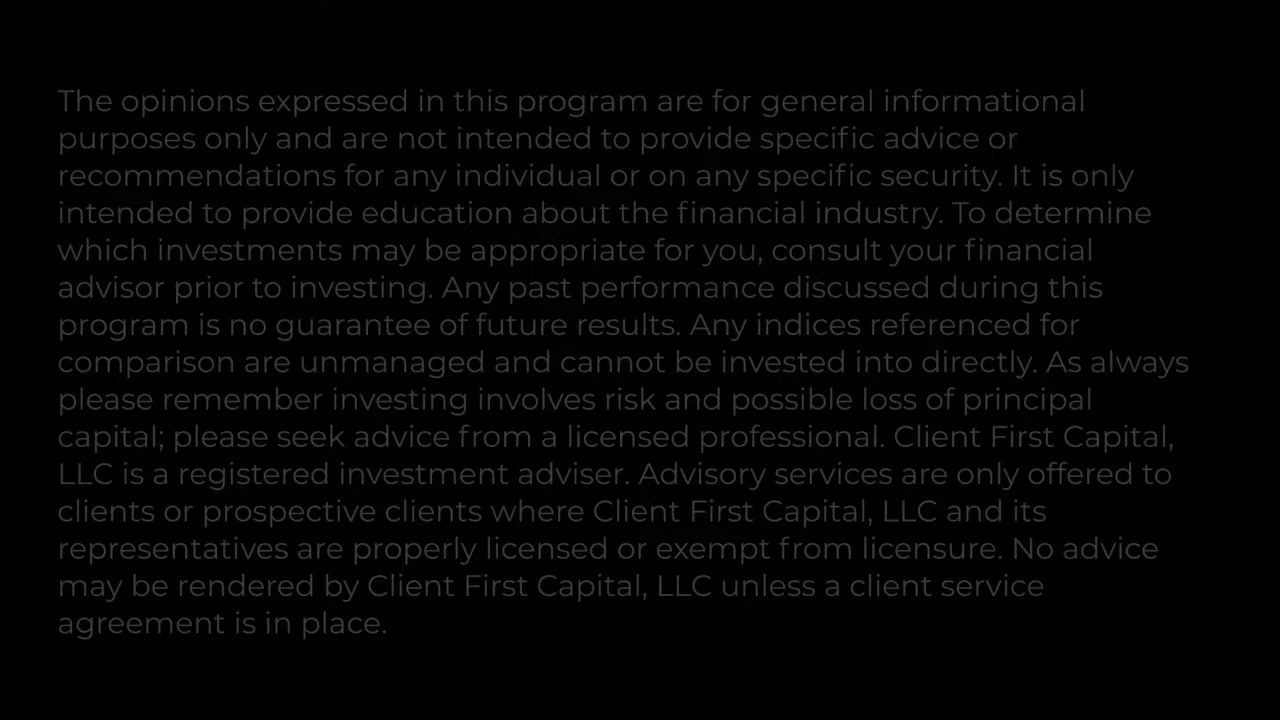 The opinions expressed in this program are for general informational
purposes only and are not intended to provide specific advice or
recommendations for any individual or on any specific security. It is only
intended to provide education about the financial industry. To determine
which investments may be appropriate for you, consult your financial
advisor prior to investing. Any past performance discussed during this
program is no guarantee of future results. Any indices referenced for
comparison are unmanaged and cannot be invested into directly. As always
please remember investing involves risk and possible loss of principal
capital; please seek advice from a licensed professional. Client First Capital,
LLC is a registered investment adviser. Advisory services are only offered to
clients or prospective clients where Client First Capital, LLC and its
representatives are properly licensed or exempt from licensure. No advice
may be rendered by Client First Capital, LLC unless a client service
agreement is in place.